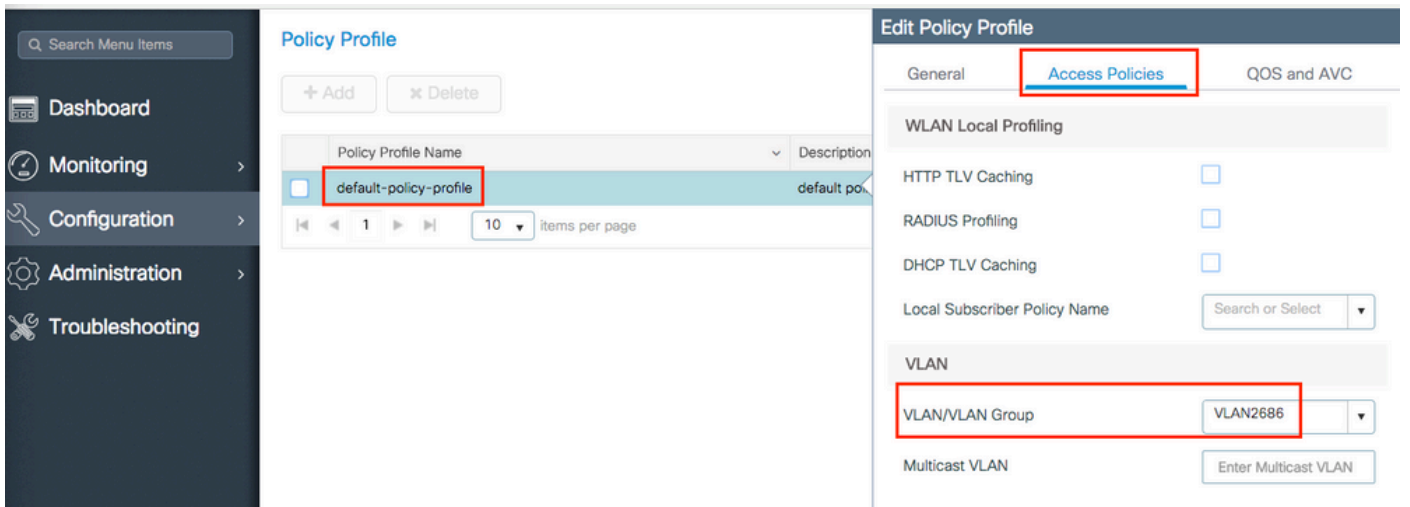 Search Menu Items
Dashboard
Monitoring
Configuration
Administration
Troubleshooting
Policy Profile
+ Add
× Delete
Policy Profile Name
Description
default-policy-profile
default
1
10
items per page
Edit Policy Profile
General
Access Policies
QOS and AVC
WLAN Local Profiling
HTTP TLV Caching
RADIUS Profiling
DHCP TLV Caching
Local Subscriber Policy Name
Search or Select
VLAN
VLAN/VLAN Group
VLAN2686
Multicast VLAN
Enter Multicast VLAN